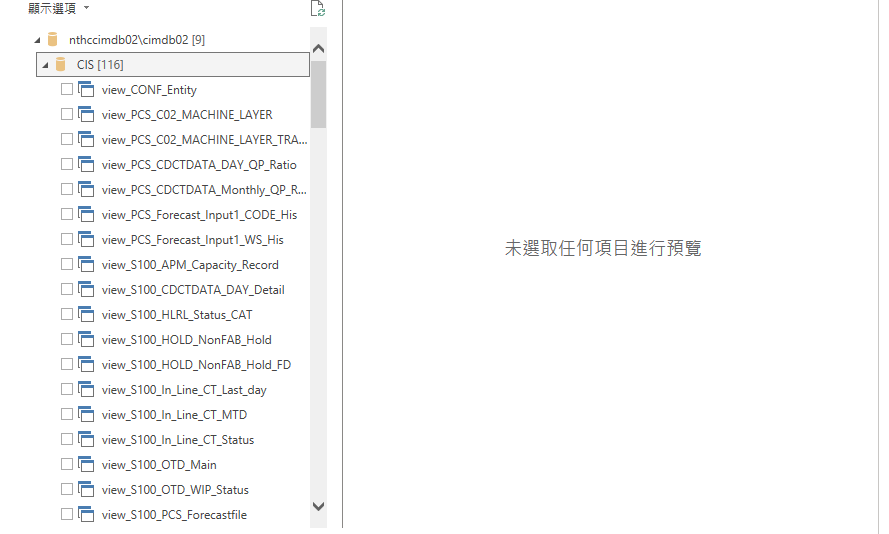 顯示選項
nthccimdb02\cimdb02 [9]
CIS [116]
view_CONF_Entity
view_PCS_C02_MACHINE_LAYER
view_PCS_C02_MACHINE_LAYER_TRA...
view_PCS_CDCTDATA_DAY_QP_Ratio
view_PCS_CDCTDATA_Monthly_QP_R...
view_PCS_Forecast_Input1_CODE_His
view_PCS_Forecast_Input1_WS_His
view_S100_APM_Capacity_Record
view_S100_CDCTDATA_DAY_Detail
view_S100_HLRL_Status_CAT
view_S100_HOLD_NonFAB_Hold
view_S100_HOLD_NonFAB_Hold_FD
view_S100_In_Line_CT_Last_day
view_S100_In_Line_CT_MTD
view_S100_In_Line_CT_Status
view_S100_OTD_Main
view_S100_OTD_WIP_Status
view_S100_PCS_Forecastfile
未選取任何項目進行預覽